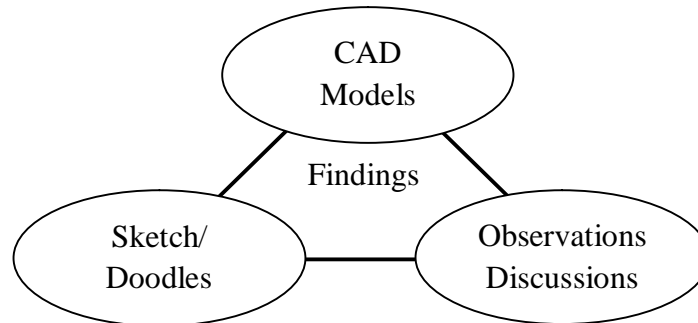 CAD
Models
Findings
Sketch/
Doodles
Observations
Discussions